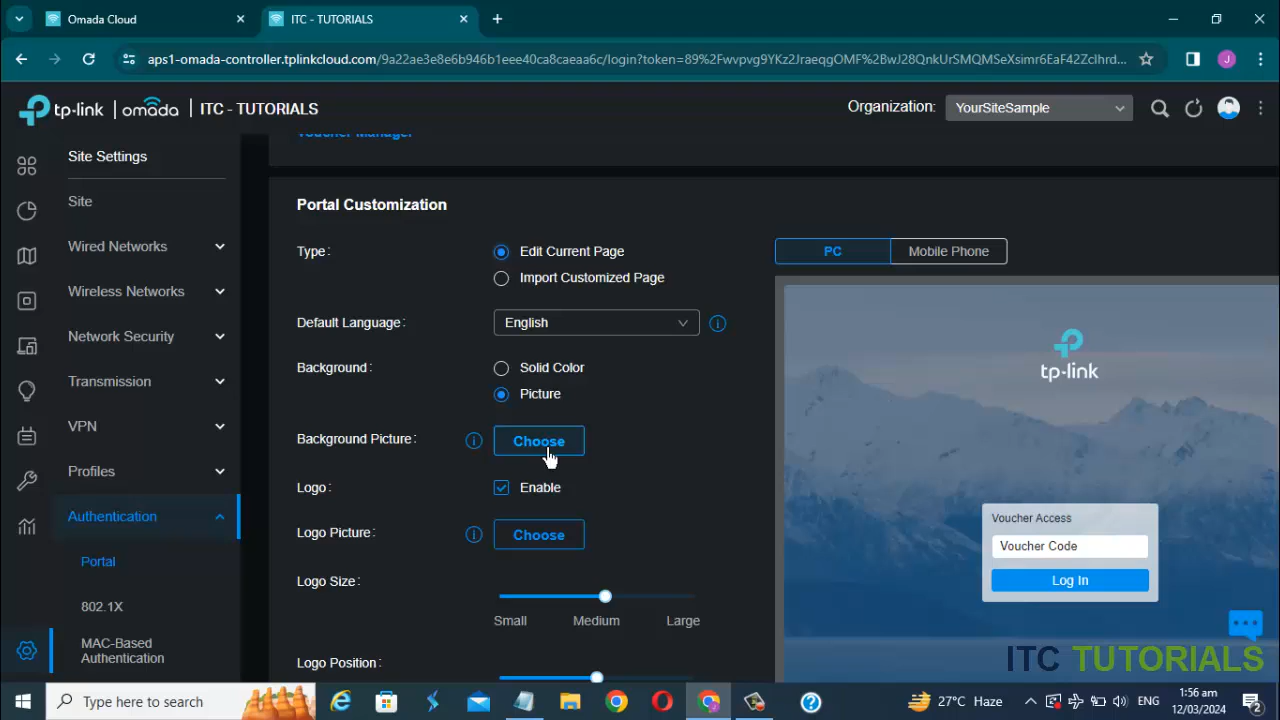 Omada Cloud
ITC - TUTORIALS
aps1-omada-controller.tplinkcloud.com/9a22ae3e8e6b946b1eee40ca8caeaa6c/login?token=89%2Fwvpvg9YKz2JraeqgOMF%2BwJ28QnkUrSMQMSeXsimr6EaF42Zclhrd...
J
tp-link | omada | ITC - TUTORIALS
Organization:
YourSiteSample
Site Settings
Site
Wired Networks
Wireless Networks
Network Security
Transmission
VPN
Profiles
Authentication
Portal
802.1X
MAC-Based
Authentication
Voucher Manager
Portal Customization
Type:
Edit Current Page
Import Customized Page
Default Language:
English
Background:
Solid Color
Picture
Background Picture:
Choose
Logo:
Enable
Logo Picture:
Choose
Logo Size:
Small
Medium
Large
Logo Position:
PC
Mobile Phone
tp-link
Voucher Access
Voucher Code
Log In
ITC TUTORIALS
Type here to search
27°C Haze
ENG
1:56 am
12/03/2024
2